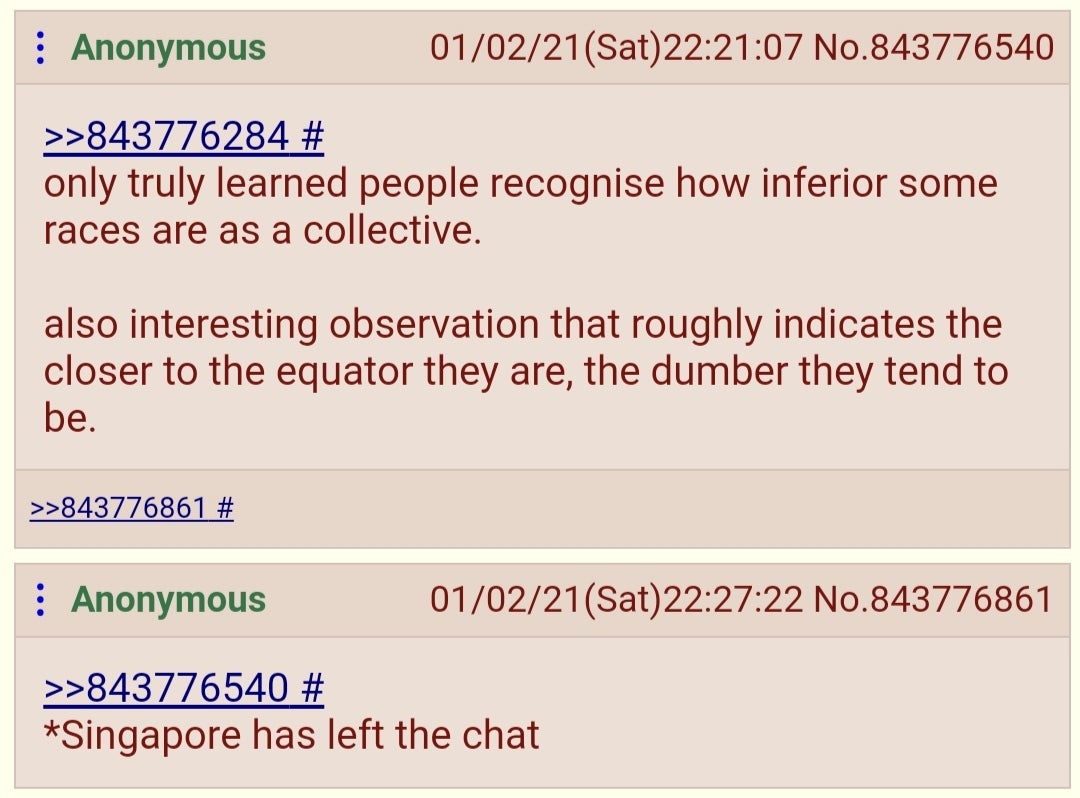 Anonymous 01/02/21(Sat)22:21:07 No.843776540
>>843776284 #
only truly learned people recognise how inferior some
races are as a collective.
also interesting observation that roughly indicates the
closer to the equator they are, the dumber they tend to
be.
>>843776861 #
Anonymous 01/02/21(Sat)22:27:22 No.843776861
>>843776540 #
*Singapore has left the chat